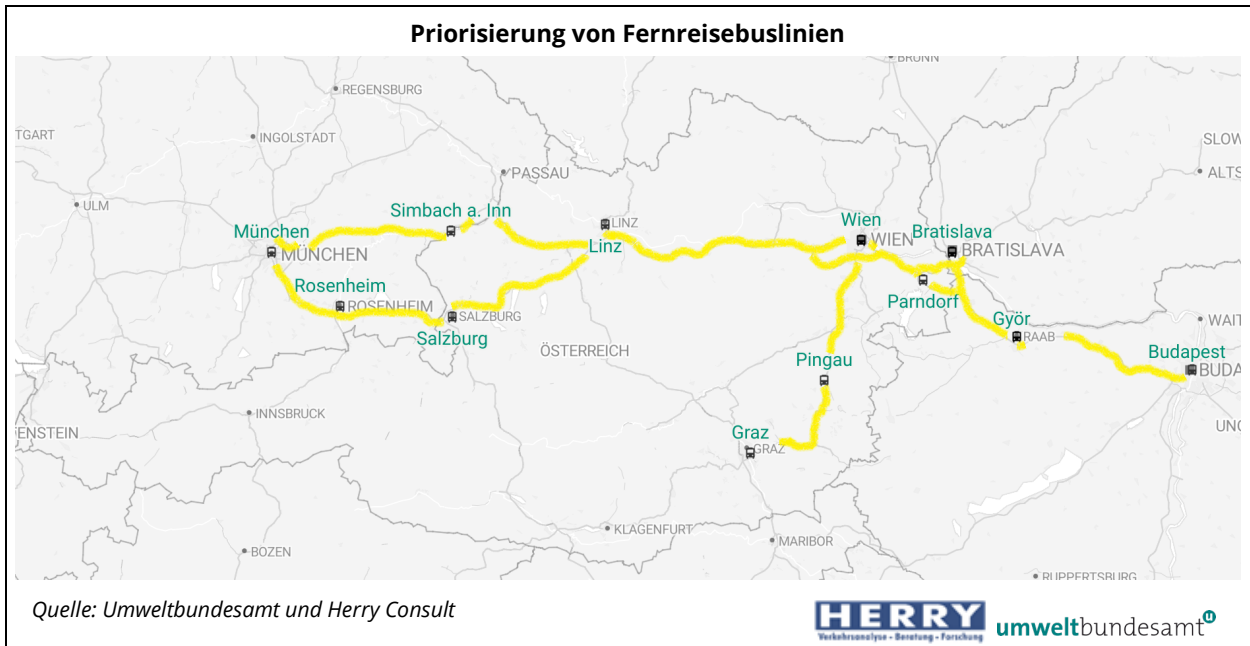 Priorisierung von Fernreisebuslinien
BRÜNN
REGENSBURG
TGART
INGOLSTADT
SLOW
PASSAU
ALTS
ULM
Simbach a. Inn
LINZ
Wien
München
WIEN
Bratislava
MÜNCHEN
Linz
BRATISLAVA
Rosenheim
ROSENHEIM
Parndorf
SALZBURG
Györ
WAIT
Salzburg
RAAB
ÖSTERREICH
Pingau
Budapest
BUDA
INNSBRUCK
FENSTEIN
Graz
UNG
GRAZ
KLAGENFURT
MARIBOR
BOZEN
RUPPERTSBURG
Quelle: Umweltbundesamt und Herry Consult
HERRY
Verkehrsanalyse - Beratung - Forschung
umweltbundesamt